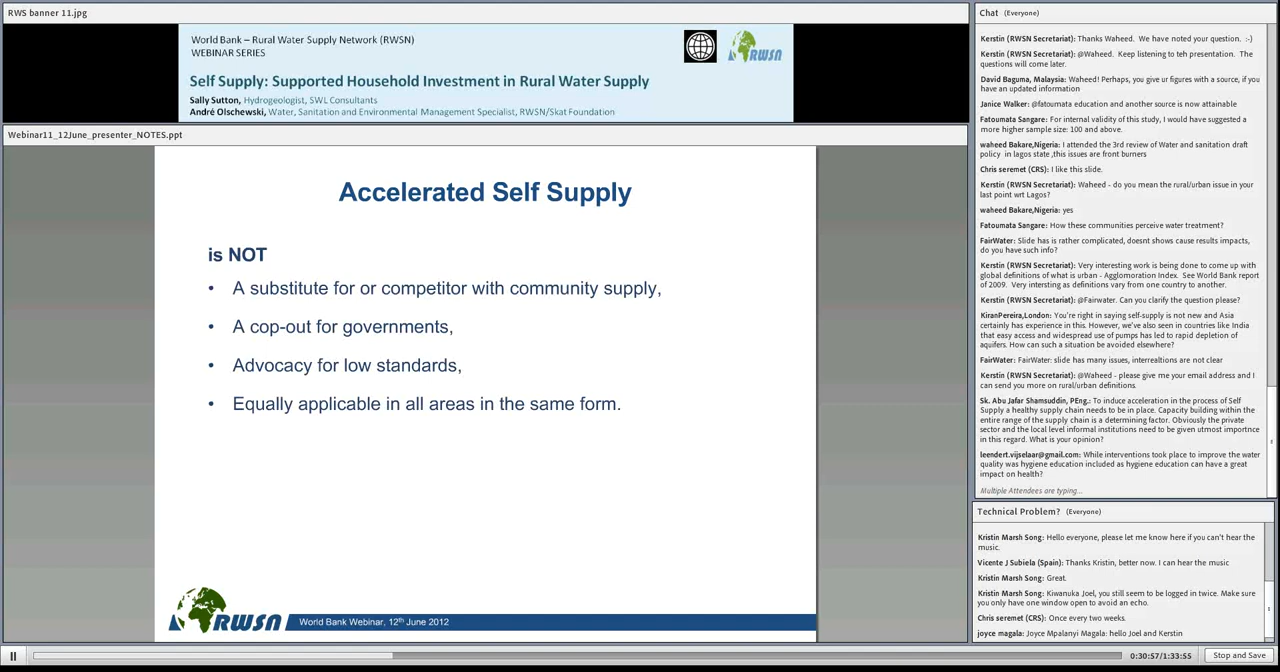 RWS banner 11.jpg
World Bank – Rural Water Supply Network (RWSN)
WEBINAR SERIES
RWSN
Self Supply: Supported Household Investment in Rural Water Supply
Sally Sutton, Hydrogeologist, SWL Consultants
André Olschewski, Water, Sanitation and Environmental Management Specialist, RWSN/Skat Foundation
Webinar11_12June_presenter_NOTES.ppt
Accelerated Self Supply
is NOT
• A substitute for or competitor with community supply,
• A cop-out for governments,
• Advocacy for low standards,
• Equally applicable in all areas in the same form.
RWSN
World Bank Webinar, 12th June 2012
Chat (Everyone)
Kerstin (RWSN Secretariat): Thanks Waheed. We have noted your question. :-)
Kerstin (RWSN Secretariat): @Waheed. Keep listening to teh presentation. The
questions will come later.
David Baguma, Malaysia: Waheed! Perhaps, you give ur figures with a source, if you
have an updated information
Janice Walker: @fatoumata education and another source is now attainable
Fatoumata Sangare: For internal validity of this study, I would have suggested a
more higher sample size: 100 and above.
waheed Bakare,Nigeria: I attended the 3rd review of Water and sanitation draft
policy in lagos state ,this issues are front burners
Chris seremet (CRS): I like this slide.
Kerstin (RWSN Secretariat): Waheed - do you mean the rural/urban issue in your
last point wrt Lagos?
waheed Bakare,Nigeria: yes
Fatoumata Sangare: How these communities perceive water treatment?
FairWater: Slide has is rather complicated, doesnt shows cause results impacts,
do you have such info?
Kerstin (RWSN Secretariat): Very interesting work is being done to come up with
global definitions of what is urban - Agglomoration Index. See World Bank report
of 2009. Very interesting as definitions vary from one country to another.
Kerstin (RWSN Secretariat): @Fairwater. Can you clarify the question please?
KiranPereira,London: You're right in saying self-supply is not new and Asia
certainly has experience in this. However, we've also seen in countries like India
that easy access and widespread use of pumps has led to rapid depletion of
aquifers. How can such a situation be avoided elsewhere?
FairWater: FairWater: slide has many issues, interrealtions are not clear
Kerstin (RWSN Secretariat): @Waheed - please give me your email address and I
can send you more on rural/urban definitions.
Sk. Abu Jafar Shamsuddin, PEng.: To induce acceleration in the process of Self
Supply a healthy supply chain needs to be in place. Capacity building within the
entire range of the supply chain is a determining factor. Obviously the private
sector and the local level informal institutions need to be given utmost importnce
in this regard. What is your opinion?
leendert.vijselaar@gmail.com: While interventions took place to improve the water
quality was hygiene education included as hygiene education can have a great
impact on health?
Multiple Attendees are typing...
Technical Problem? (Everyone)
Kristin Marsh Song: Hello everyone, please let me know here if you can't hear the
music.
Vicente J Subiela (Spain): Thanks Kristin, better now. I can hear the music
Kristin Marsh Song: Great.
Kristin Marsh Song: Kiwanuka Joel, you still seem to be logged in twice. Make sure
you only have one window open to avoid an echo.
Chris seremet (CRS): Once every two weeks.
joyce magala: Joyce Mpalanyi Magala: hello Joel and Kerstin
0:30:57/1:33:55
Stop and Save